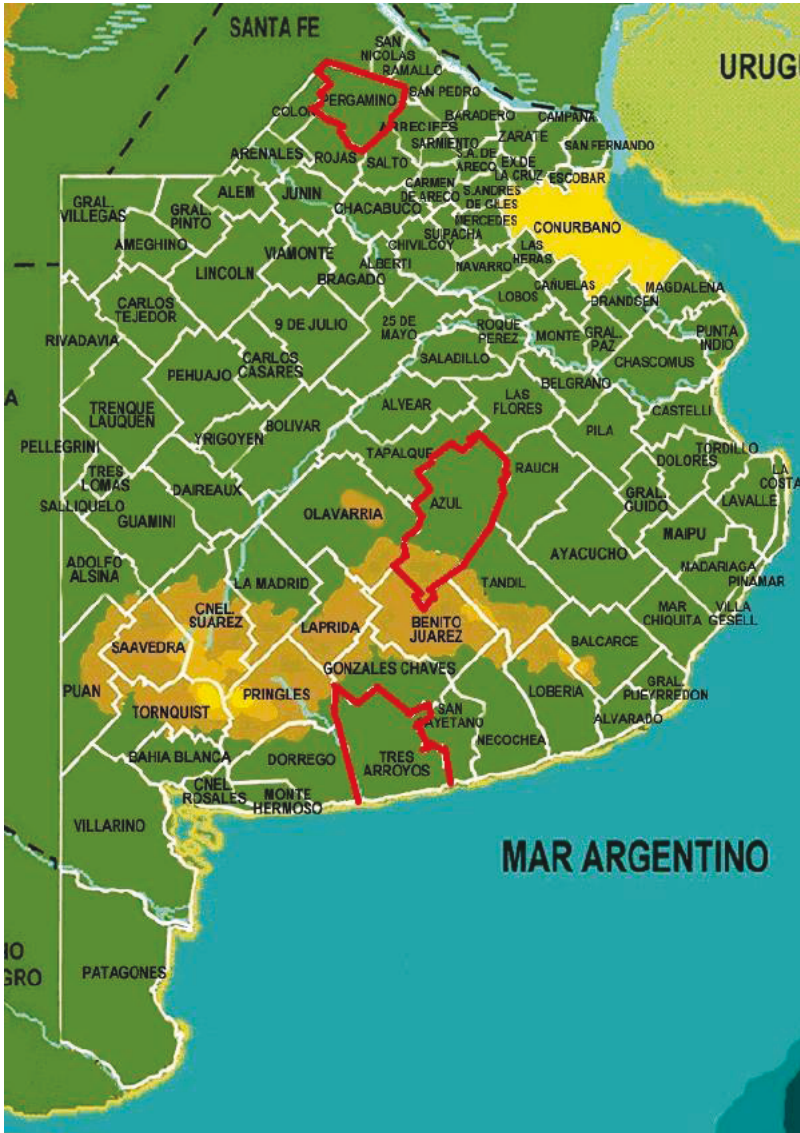 SANTA FE
SAN
NICOLAS
RAMALLO
URUGU
PERGAMINO
SAN PEDRO
COLON
BARADERO
CAMPANA
ARRECIFES
ZARATE
SARMIENTO
SAN FERNANDO
ARENALES
ROJAS
SALTO
S.A. DE
ARECO
EX.DE
LA CRUZ
ESCOBAR
GRAL.
VILLEGAS
ALEM
JUNIN
CARMEN
DE ARECO
S.ANDRES
DE GILES
GRAL.
PINTO
CHACABUCO
MERCEDES
CONURBANO
AMEGHINO
SUIPACHA
CHIVILCOY
LAS
HERAS
VIAMONTE
ALBERTI
NAVARRO
LINCOLN
BRAGADO
CAÑUELAS
MAGDALENA
LOBOS
BRANDSEN
CARLOS
TEJEDOR
9 DE JULIO
25 DE
MAYO
ROQUE
PEREZ
MONTE
GRAL.
PAZ
PUNTA
INDIO
RIVADAVIA
CARLOS
CASARES
SALADILLO
CHASCOMUS
PEHUAJO
BELGRANO
A
LAS
FLORES
TRENQUE
LAUQUEN
ALVEAR
CASTELLI
BOLIVAR
PILA
PELLEGRINI
YRIGOYEN
TAPALQUE
TORDILLO
TRES
LOMAS
RAUCH
DOLORES
LA
COSTA
DAIREAUX
SALLIQUELO
AZUL
GRAL.
GUIDO
LAVALLE
GUAMINI
OLAVARRIA
MAIPU
ADOLFO
ALSINA
AYACUCHO
MADARIAGA
LA MADRID
TANDIL
PINAMAR
CNEL.
SUAREZ
MAR
CHIQUITA
VILLA
GESELL
LAPRIDA
BENITO
JUAREZ
SAAVEDRA
BALCARCE
GONZALES CHAVES
PUAN
PRINGLES
LOBERIA
GRAL.
PUEYRREDON
TORNQUIST
SAN
CAYETANO
ALVARADO
NECOCHEA
BAHIA BLANCA
DORREGO
TRES
ARROYOS
CNEL.
ROSALES
MONTE
HERMOSO
VILLARINO
MAR ARGENTINO
IO
GRO
PATAGONES